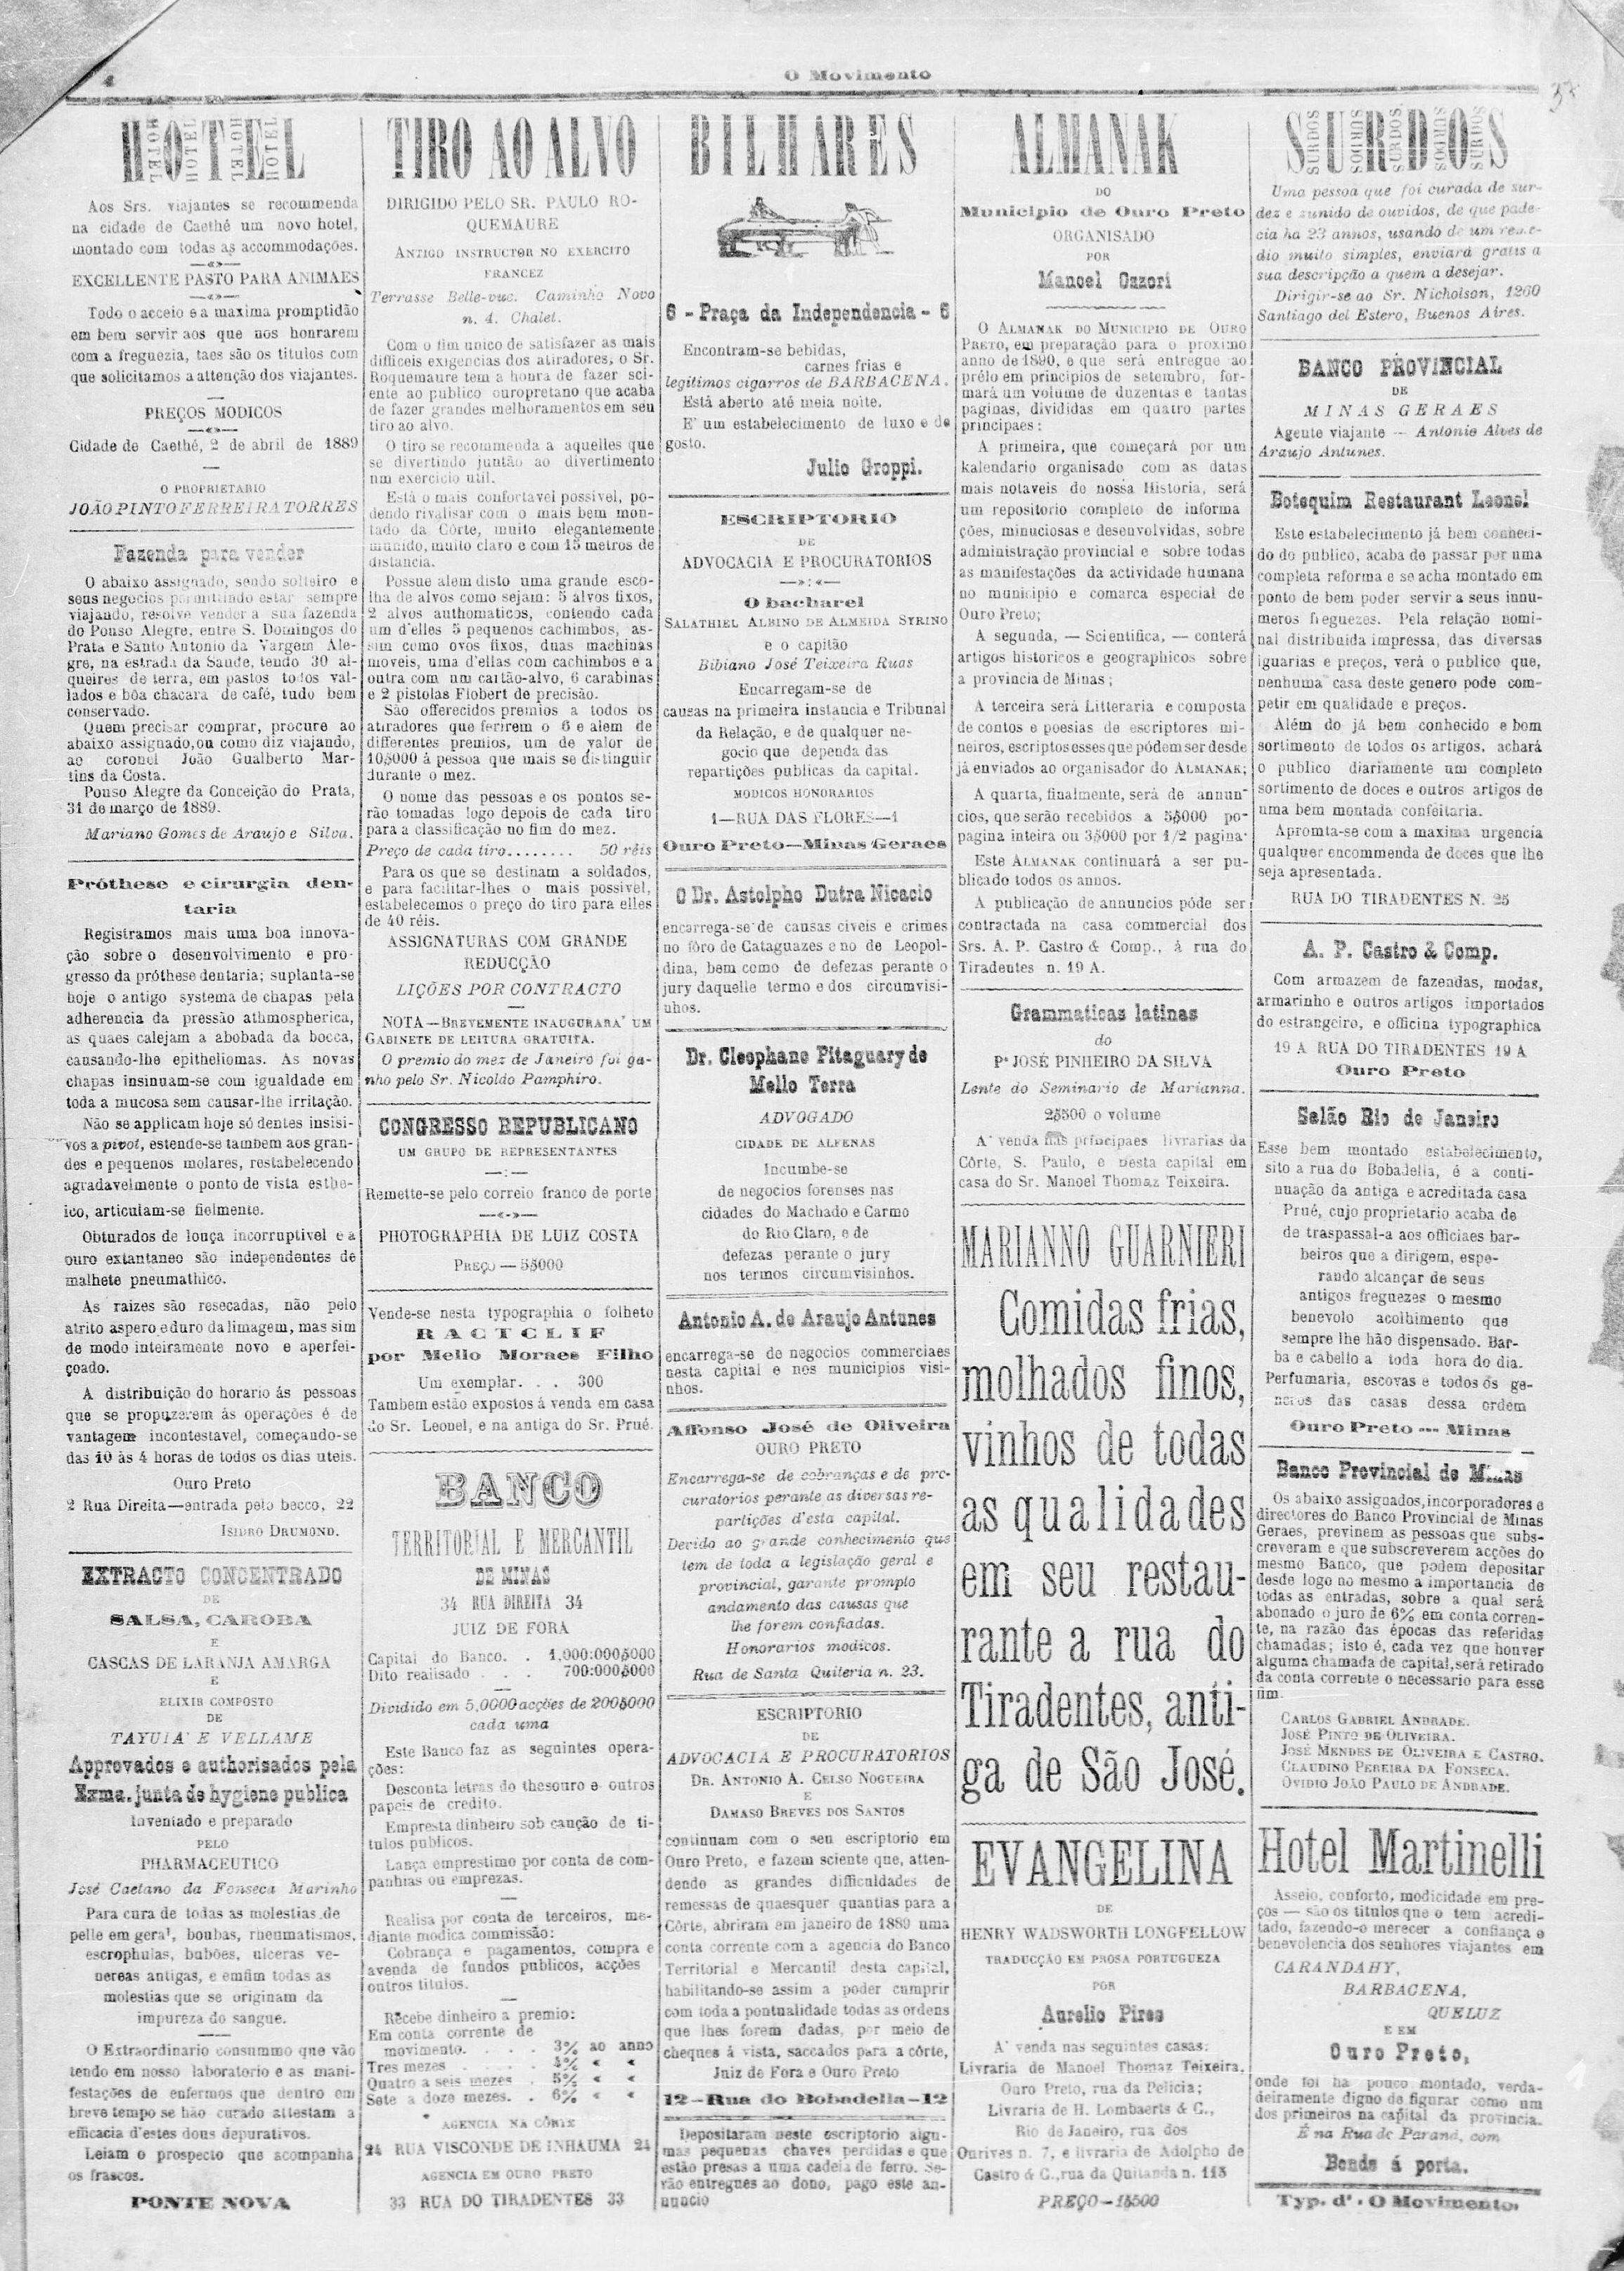 4
O Movimento
HOTEL
Aos Srs. viajantes se recommenda
na cidade de Caethé um novo hotel,
montado com todas as accommodações.
EXCELLENTE PASTO PARA ANIMAES
Todo o acceio e a maxima promptidão
em bem servir aos que nos honrarem
com a freguezia, taes são os titulos com
que solicitamos a attenção dos viajantes.
PREÇOS MODICOS
Cidade de Caethé, 2 de abril de 1889
O PROPRIETARIO
JOÃO PINTO FERREIRA TORRES
Fazenda para vender
O abaixo assignado, sendo solteiro e
seus negocios permittindo estar sempre
viajando, resolve vender a sua fazenda
do Pouso Alegre, entre S. Domingos do
Prata e Santo Antonio da Vargem Ale-
gre, na estrada da Saude, tendo 30 al-
queires de terra, em pastos todos val-
lados e bôa chacara de café, tudo bem
conservado.
Quem precisar comprar, procure ao
abaixo assignado, ou como diz viajando,
ao coronel João Gualberto Mar-
tins da Costa.
Pouso Alegre da Conceição do Prata,
31 de março de 1889.
Mariano Gomes de Araujo e Silva.
Próthese e cirurgia den-
taria
Registramos mais uma boa innova-
ção sobre o desenvolvimento e pro-
gresso da próthese dentaria; suplanta-se
hoje o antigo systema de chapas pela
adherencia da pressão athmospherica,
as quaes calejam a abobada da bocca,
causando-lhe epitheliomas. As novas
chapas insinuam-se com igualdade em
toda a mucosa sem causar-lhe irritação.
Não se applicam hoje só dentes insisi-
vos a pivot, estende-se tambem aos gran-
des e pequenos molares, restabelecendo
agradavelmente o ponto de vista esthe-
ico, articulam-se fielmente.
Obturados de louça incorruptivel e a
ouro extantaneo são independentes de
malhete pneumathico.
As raizes são resecadas, não pelo
atrito aspero e duro da limagem, mas sim
de modo inteiramente novo e aperfei-
çoado.
A distribuição do horario ás pessoas
que se propuzerem ás operações é de
vantagem incontestavel, começando-se
das 10 ás 4 horas de todos os dias uteis.
Ouro Preto
2 Rua Direita—entrada pelo becco, 22
ISIDRO DRUMOND.
EXTRACTO CONCENTRADO
DE
SALSA, CAROBA
E
CASCAS DE LARANJA AMARGA
E
ELIXIR COMPOSTO
DE
TAYUIA' E VELLAME
Approvados e authorisados pela
Exma. junta de hygiene publica
Inventado e preparado
PELO
PHARMACEUTICO
José Caetano da Fonseca Marinho
Para cura de todas as molestias de
pelle em geral, boubas, rheumatismos,
escrophulas, bubões, ulceras ve-
nereas antigas, e emfim todas as
molestias que se originam da
impureza do sangue.
O Extraordinario consummo que vão
tendo em nosso laboratorio e as mani-
festações de enfermos que dentro em
breve tempo se hão curado attestam a
efficacia d'estes dous depurativos.
Leiam o prospecto que acompanha
os frascos.
PONTE NOVA
TIRO AO ALVO
DIRIGIDO PELO SR. PAULO RO-
QUEMAURE
ANTIGO INSTRUCTOR NO EXERCITO
FRANCEZ
Terrasse Belle-vue. Caminho Novo
n. 4. Chalet.
Com o fim unico de satisfazer as mais
difficeis exigencias dos atiradores, o Sr.
Roquemaure tem a honra de fazer sci-
ente ao publico ouropretano que acaba
de fazer grandes melhoramentos em seu
tiro ao alvo.
O tiro se recommenda a aquelles que
se divertindo juntão ao divertimento
um exercicio util.
Está o mais confortavel possivel, po-
dendo rivalisar com o mais bem mon-
tado da Côrte, muito elegantemente
munido, muito claro e com 15 metros de
distancia.
Possue alem disto uma grande esco-
lha de alvos como sejam: 5 alvos fixos,
2 alvos authomaticos, contendo cada
um d'elles 5 pequenos cachimbos, as-
sim como ovos fixos, duas machinas
moveis, uma d'ellas com cachimbos e a
outra com um cartão-alvo, 6 carabinas
e 2 pistolas Flobert de precisão.
São offerecidos premios a todos os
atiradores que ferirem o 6 e alem de
differentes premios, um de valor de
10$000 á pessoa que mais se distinguir
durante o mez.
O nome das pessoas e os pontos se-
rão tomadas logo depois de cada tiro
para a classificação no fim do mez.
Preço de cada tiro........ 50 réis
Para os que se destinam a soldados,
e para facilitar-lhes o mais possivel,
estabelecemos o preço do tiro para elles
de 40 réis.
ASSIGNATURAS COM GRANDE
REDUCÇÃO
LIÇÕES POR CONTRACTO
NOTA—BREVEMENTE INAUGURARA' UM
GABINETE DE LEITURA GRATUITA.
O premio do mez de Janeiro foi ga-
nho pelo Sr. Nicoldo Pamphiro.
CONGRESSO REPUBLICANO
UM GRUPO DE REPRESENTANTES
Remette-se pelo correio franco de porte
PHOTOGRAPHIA DE LUIZ COSTA
PREÇO — 5$000
Vende-se nesta typographia o folheto
RACTCLIF
por Mello Moraes Filho
Um exemplar. . . 300
Tambem estão expostos á venda em casa
do Sr. Leonel, e na antiga do Sr. Prué.
BANCO
TERRITORIAL E MERCANTIL
DE MINAS
34 RUA DIREITA 34
JUIZ DE FORA
Capital do Banco. . 1,000:000$000
Dito realisado . . . 700:000$000
Dividido em 5,0000 acções de 200$000
cada uma
Este Banco faz as seguintes opera-
ções:
Desconta letras do thesouro e outros
papeis de credito.
Empresta dinheiro sob caução de ti-
tulos publicos.
Lança emprestimo por conta de com-
panhias ou emprezas.
Realisa por conta de terceiros, me-
diante modica commissão:
Cobrança e pagamentos, compra e
avenda de fundos publicos, acções
outros titulos.
Recebe dinheiro a premio:
Em conta corrente de
movimento. . . . . 3% ao anno
Tres mezes . . . . 4% « «
Quatro a seis mezes . 5% « «
Sete a doze mezes. . 6% « «
AGENCIA NA CÔRTE
24 RUA VISCONDE DE INHAUMA 24
AGENCIA EM OURO PRETO
33 RUA DO TIRADENTES 33
BILHARES
6 - Praça da Independencia - 6
Encontram-se bebidas,
carnes frias e
legitimos cigarros de BARBACENA.
Está aberto até meia noite.
E' um estabelecimento de luxo e de
gosto.
Julio Groppi.
ESCRIPTORIO
DE
ADVOCACIA E PROCURATORIOS
O bacharel
SALATHIEL ALBINO DE ALMEIDA SYRINO
e o capitão
Bibiano José Teixeira Ruas
Encarregam-se de
causas na primeira instancia e Tribunal
da Relação, e de qualquer ne-
gocio que dependa das
repartições publicas da capital.
MODICOS HONORARIOS
1—RUA DAS FLORES—1
Ouro Preto—Minas Geraes
O Dr. Astolpho Dutra Nicacio
encarrega-se de causas civeis e crimes
no fôro de Cataguazes e no de Leopol-
dina, bem como de defezas perante o
jury daquelle termo e dos circumvisi-
nhos.
Dr. Cleophane Pitaguary de
Mello Terra
ADVOGADO
CIDADE DE ALFENAS
Incumbe-se
de negocios forenses nas
cidades do Machado e Carmo
do Rio Claro, e de
defezas perante o jury
nos termos circumvisinhos.
Antonio A. de Araujo Antunes
encarrega-se de negocios commerciaes
nesta capital e nos municipios visi-
nhos.
Affonso José de Oliveira
OURO PRETO
Encarrega-se de cobranças e de pro-
curatorios perante as diversas re-
partições d'esta capital.
Devido ao grande conhecimento que
tem de toda a legislação geral e
provincial, garante prompto
andamento das causas que
lhe forem confiadas.
Honorarios modicos.
Rua de Santa Quiteria n. 23.
ESCRIPTORIO
DE
ADVOCACIA E PROCURATORIOS
DR. ANTONIO A. CELSO NOGUEIRA
E
DAMASO BREVES DOS SANTOS
continuam com o seu escriptorio em
Ouro Preto, e fazem sciente que, atten-
dendo as grandes difficuldades de
remessas de quaesquer quantias para a
Côrte, abriram em janeiro de 1889 uma
conta corrente com a agencia do Banco
Territorial e Mercantil desta capital,
habilitando-se assim a poder cumprir
com toda a pontualidade todas as ordens
que lhes forem dadas, por meio de
cheques á vista, saccados para a côrte,
Juiz de Fora e Ouro Preto
12-Rua do Bobadella-12
Depositaram neste escriptorio algu-
mas pequenas chaves perdidas e que
estão presas a uma cadeia de ferro. Se-
rão entregues ao dono, pago este an-
nuncio
ALMANAK
DO
Municipio de Ouro Preto
ORGANISADO
POR
Manoel Ozzori
O ALMANAK DO MUNICIPIO DE OURO
PRETO, em preparação para o proximo
anno de 1890, e que será entregue ao
prélo em principios de setembro, for-
mará um volume de duzentas e tantas
paginas, divididas em quatro partes
principaes:
A primeira, que começará por um
kalendario organisado com as datas
mais notaveis de nossa Historia, será
um repositorio completo de informa
ções, minuciosas e desenvolvidas, sobre
administração provincial e sobre todas
as manifestações da actividade humana
no municipio e comarca especial de
Ouro Preto;
A segunda, — Scientifica, — conterá
artigos historicos e geographicos sobre
a provincia de Minas;
A terceira será Litteraria e composta
de contos e poesias de escriptores mi-
neiros, escriptos esses que pódem ser desde
já enviados ao organisador do ALMANAK;
A quarta, finalmente, será de annun-
cios, que serão recebidos a 5$000 po-
pagina inteira ou 3$000 por 1/2 pagina.
Este ALMANAK continuará a ser pu-
blicado todos os annos.
A publicação de annuncios póde ser
contractada na casa commercial dos
Srs. A. P. Castro & Comp., á rua do
Tiradentes n. 19 A.
Grammaticas latinas
do
Pe JOSÉ PINHEIRO DA SILVA
Lente do Seminario de Marianna.
2$500 o volume
A' venda nas principaes livrarias da
Côrte, S. Paulo, e nesta capital em
casa do Sr. Manoel Thomaz Teixeira.
MARIANNO GUARNIERI
Comidas frias,
molhados finos,
vinhos de todas
as qualidades
em seu restau-
rante a rua do
Tiradentes, anti-
ga de São José.
EVANGELINA
DE
HENRY WADSWORTH LONGFELLOW
TRADUCÇÃO EM PROSA PORTUGUEZA
POR
Aurelio Pires
A' venda nas seguintes casas:
Livraria de Manoel Thomaz Teixeira.
Ouro Preto, rua da Policia;
Livraria de H. Lombaerts & C.,
Rio de Janeiro, rua dos
Ourives n. 7, e livraria de Adolpho de
Castro & C., rua da Quitanda n. 115
PREÇO—1$500
SURDOS
Uma pessoa que foi curada de sur-
dez e zunido de ouvidos, de que pade-
cia ha 23 annos, usando de um reme-
dio muito simples, enviará gratis a
sua descripção a quem a desejar.
Dirigir-se ao Sr. Nicholson, 1260
Santiago del Estero, Buenos Aires.
BANCO PROVINCIAL
DE
MINAS GERAES
Agente viajante — Antonio Alves de
Araujo Antunes.
Botequim Restaurant Leonel
Este estabelecimento já bem conheci-
do do publico, acaba de passar por uma
completa reforma e se acha montado em
ponto de bem poder servir a seus innu-
meros freguezes. Pela relação nomi-
nal distribuida impressa, das diversas
iguarias e preços, verá o publico que,
nenhuma casa deste genero pode com-
petir em qualidade e preços.
Além do já bem conhecido e bom
sortimento de todos os artigos, achará
o publico diariamente um completo
sortimento de doces e outros artigos de
uma bem montada confeitaria.
Apromta-se com a maxima urgencia
qualquer encommenda de doces que lhe
seja apresentada.
RUA DO TIRADENTES N. 25
A. P. Castro & Comp.
Com armazem de fazendas, modas,
armarinho e outros artigos importados
do estrangeiro, e officina typographica
19 A RUA DO TIRADENTES 19 A
Ouro Preto
Salão Rio de Janeiro
Esse bem montado estabelecimento,
sito a rua do Bobadella, é a conti-
nuação da antiga e acreditada casa
Prué, cujo proprietario acaba de
de traspassal-a aos officiaes bar-
beiros que a dirigem, espe-
rando alcançar de seus
antigos freguezes o mesmo
benevolo acolhimento que
sempre lhe hão dispensado. Bar-
ba e cabello a toda hora do dia.
Perfumaria, escovas e todos os ge-
neros das casas dessa ordem
Ouro Preto --- Minas
Banco Provincial de Minas
Os abaixo assignados, incorporadores e
directores do Banco Provincial de Minas
Geraes, previnem as pessoas que subs-
creveram e que subscreverem acções do
mesmo Banco, que podem depositar
desde logo no mesmo a importancia de
todas as entradas, sobre a qual será
abonado o juro de 6% em conta corren-
te, na razão das épocas das referidas
chamadas; isto é, cada vez que houver
alguma chamada de capital, será retirado
da conta corrente o necessario para esse
fim.
CARLOS GABRIEL ANDRADE.
JOSÉ PINTO DE OLIVEIRA.
JOSÉ MENDES DE OLIVEIRA E CASTRO.
CLAUDINO PEREIRA DA FONSECA.
OVIDIO JOÃO PAULO DE ANDRADE.
Hotel Martinelli
Asseio, conforto, modicidade em pre-
ços — são os titulos que o tem acredi-
tado, fazendo-o merecer a confiança e
benevolencia dos senhores viajantes em
CARANDAHY,
BARBACENA,
QUELUZ
E EM
Ouro Preto,
onde foi ha pouco montado, verda-
deiramente digno de figurar como um
dos primeiros na capital da provincia.
É na Rua de Paraná, com
Bonds á porta.
Typ. d'. O Movimento.